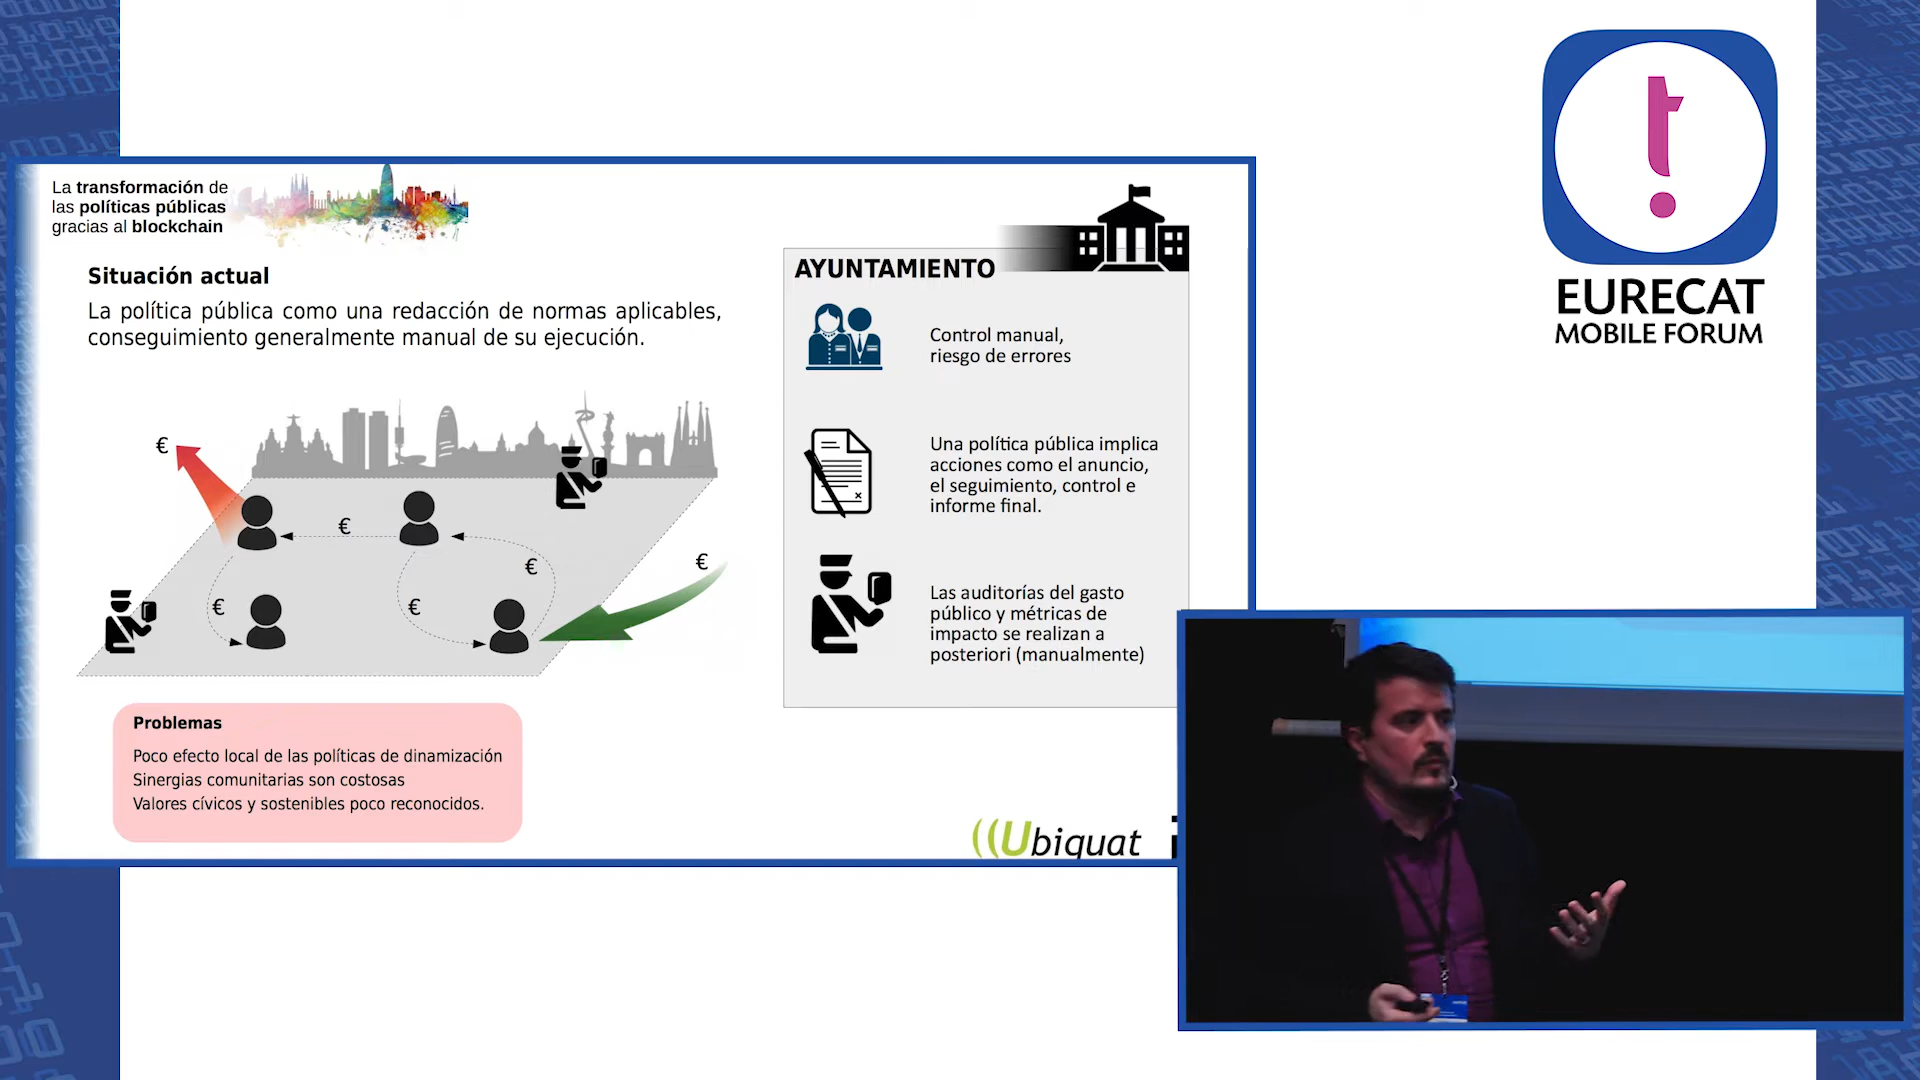 La transformación de
las políticas públicas
gracias al blockchain
Situación actual
La política pública como una redacción de normas aplicables,
conseguimiento generalmente manual de su ejecución.
€
€
€
€
€
€
Problemas
Poco efecto local de las políticas de dinamización
Sinergias comunitarias son costosas
Valores cívicos y sostenibles poco reconocidos.
AYUNTAMIENTO
Control manual,
riesgo de errores
Una política pública implica
acciones como el anuncio,
el seguimiento, control e
informe final.
Las auditorías del gasto
público y métricas de
impacto se realizan a
posteriori (manualmente)
Ubiquat
EURECAT
MOBILE FORUM